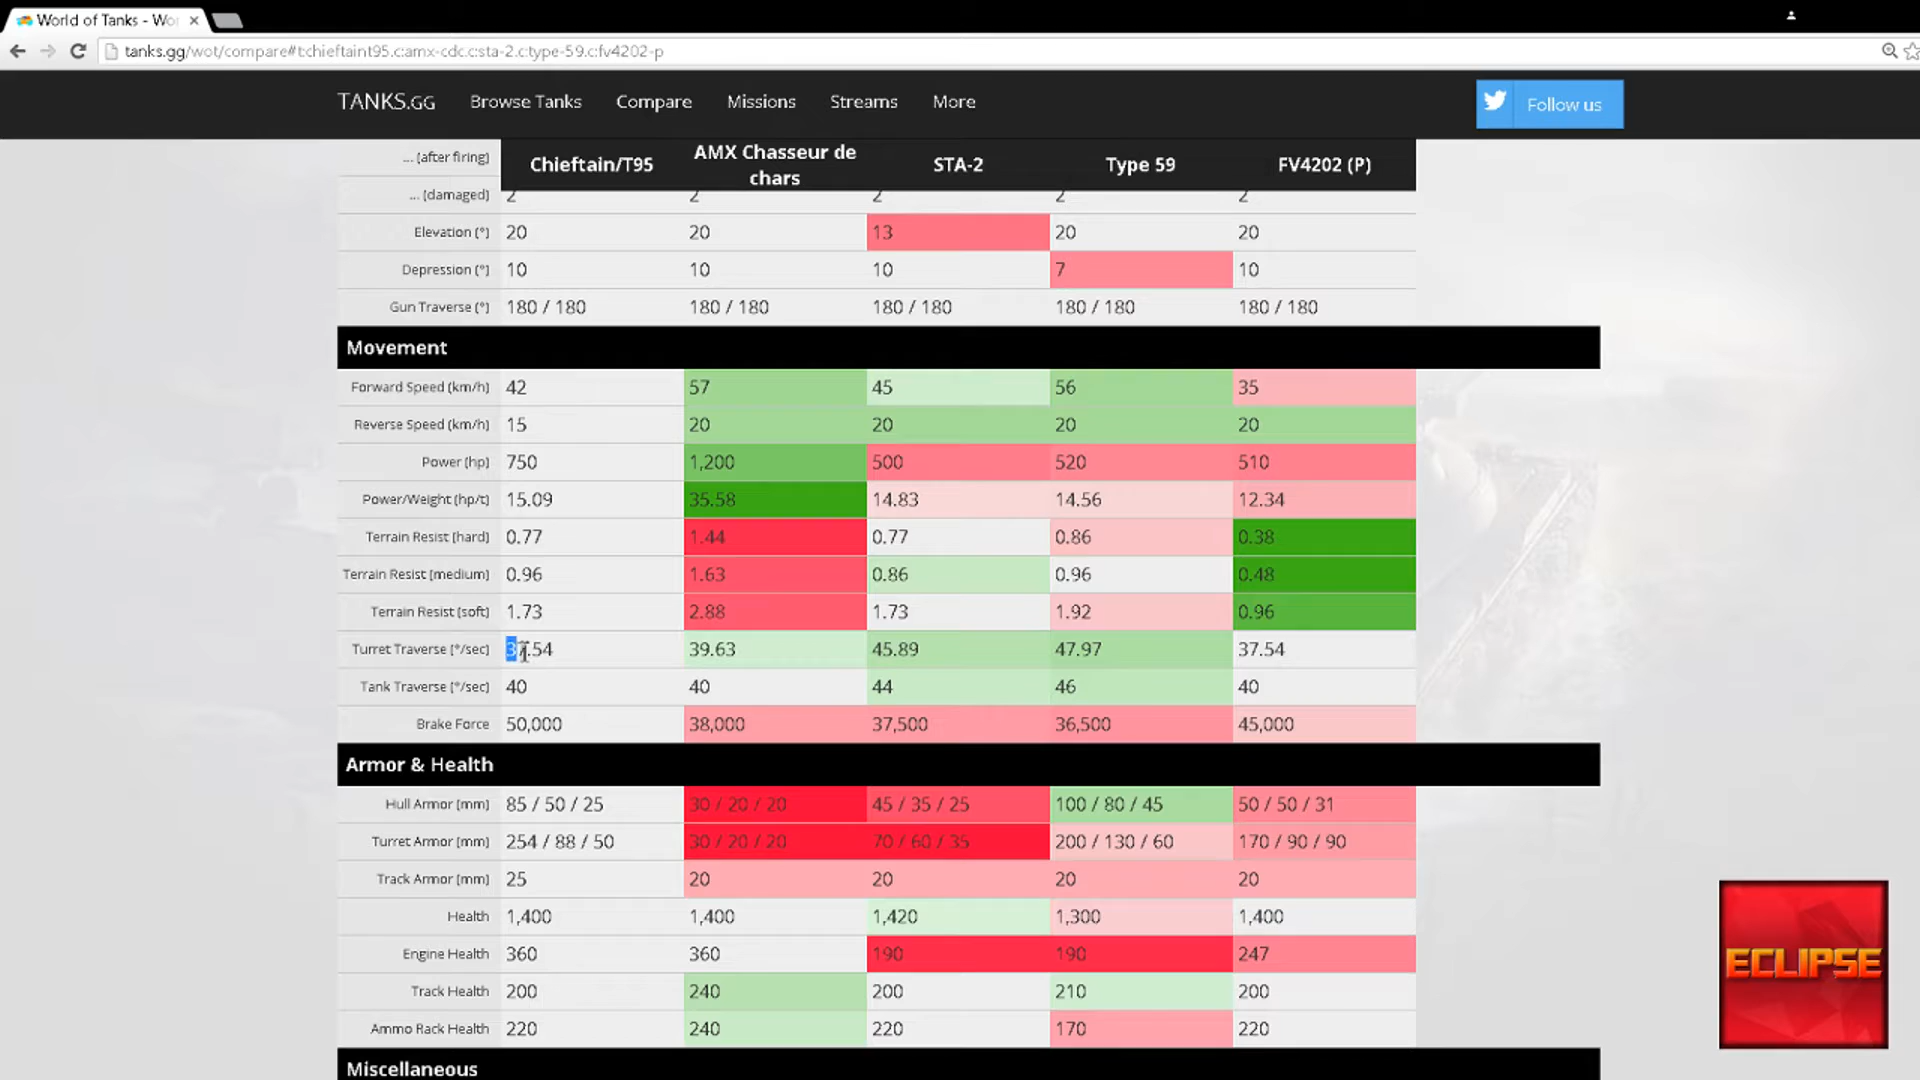 World of Tanks - Wo
tanks.gg/wot/compare#t:chieftaint95.c:amx-cdc.c:sta-2.c:type-59.c:fv4202-p
TANKS.GG Browse Tanks Compare Missions Streams More Follow us
... (after firing) Chieftain/T95 AMX Chasseur de chars STA-2 Type 59 FV4202 (P)
... (damaged) 2 2 2 2 2
Elevation (°) 20 20 13 20 20
Depression (°) 10 10 10 7 10
Gun Traverse (°) 180 / 180 180 / 180 180 / 180 180 / 180 180 / 180
Movement
Forward Speed (km/h) 42 57 45 56 35
Reverse Speed (km/h) 15 20 20 20 20
Power (hp) 750 1,200 500 520 510
Power/Weight (hp/t) 15.09 35.58 14.83 14.56 12.34
Terrain Resist (hard) 0.77 1.44 0.77 0.86 0.38
Terrain Resist (medium) 0.96 1.63 0.86 0.96 0.48
Terrain Resist (soft) 1.73 2.88 1.73 1.92 0.96
Turret Traverse (°/sec) 37.54 39.63 45.89 47.97 37.54
Tank Traverse (°/sec) 40 40 44 46 40
Brake Force 50,000 38,000 37,500 36,500 45,000
Armor & Health
Hull Armor (mm) 85 / 50 / 25 30 / 20 / 20 45 / 35 / 25 100 / 80 / 45 50 / 50 / 31
Turret Armor (mm) 254 / 88 / 50 30 / 20 / 20 70 / 60 / 35 200 / 130 / 60 170 / 90 / 90
Track Armor (mm) 25 20 20 20 20
Health 1,400 1,400 1,420 1,300 1,400
Engine Health 360 360 190 190 247
Track Health 200 240 200 210 200
Ammo Rack Health 220 240 220 170 220
Miscellaneous
ECLIPSE